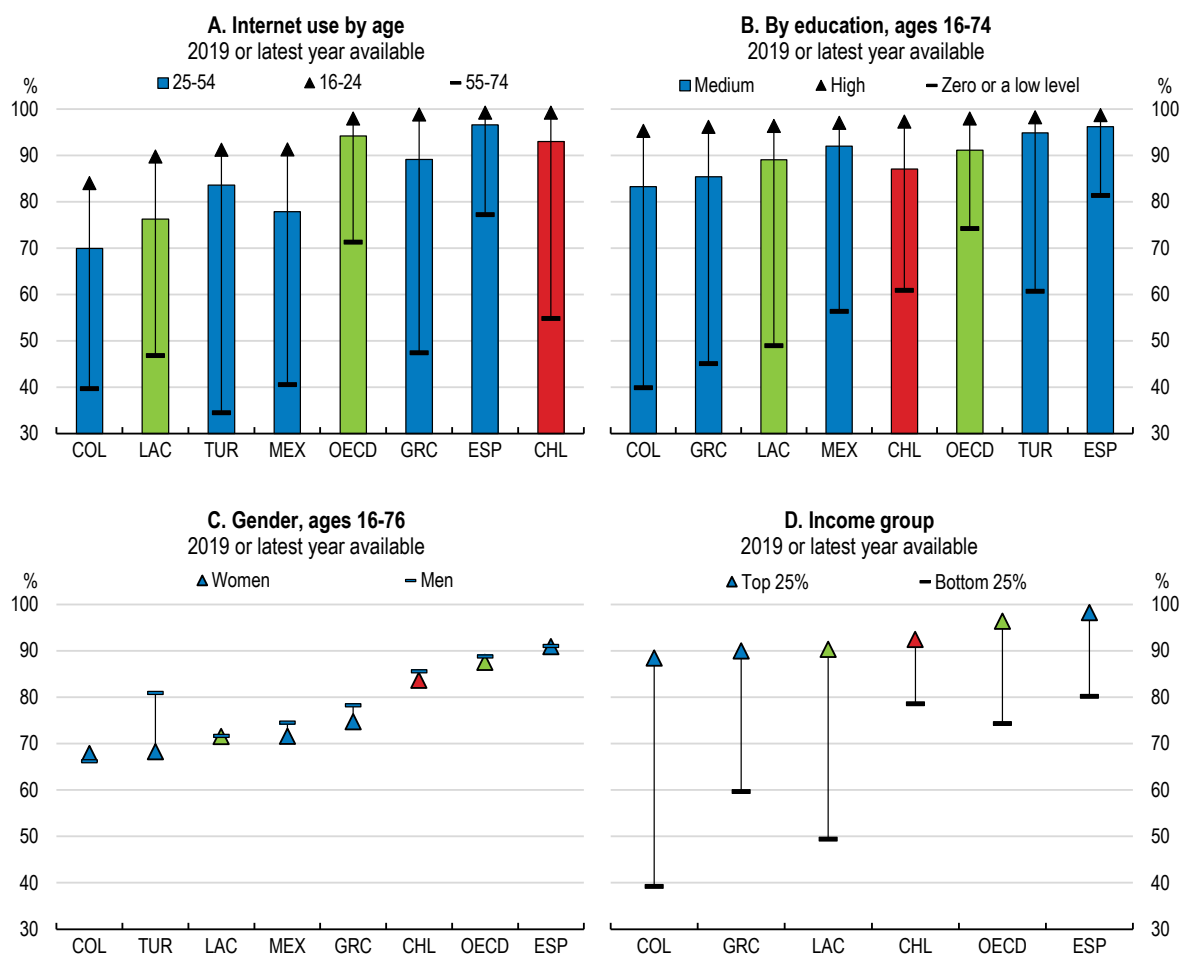 A. Internet use by age
2019 or latest year available
25-54 16-24 55-74
%
100
90
80
70
60
50
40
30
COL LAC TUR MEX OECD GRC ESP CHL
B. By education, ages 16-74
2019 or latest year available
Medium High Zero or a low level
%
100
90
80
70
60
50
40
30
COL GRC LAC MEX CHL OECD TUR ESP
C. Gender, ages 16-76
2019 or latest year available
Women Men
%
100
90
80
70
60
50
40
30
COL TUR LAC MEX GRC CHL OECD ESP
D. Income group
2019 or latest year available
Top 25% Bottom 25%
%
100
90
80
70
60
50
40
30
COL GRC LAC CHL OECD ESP